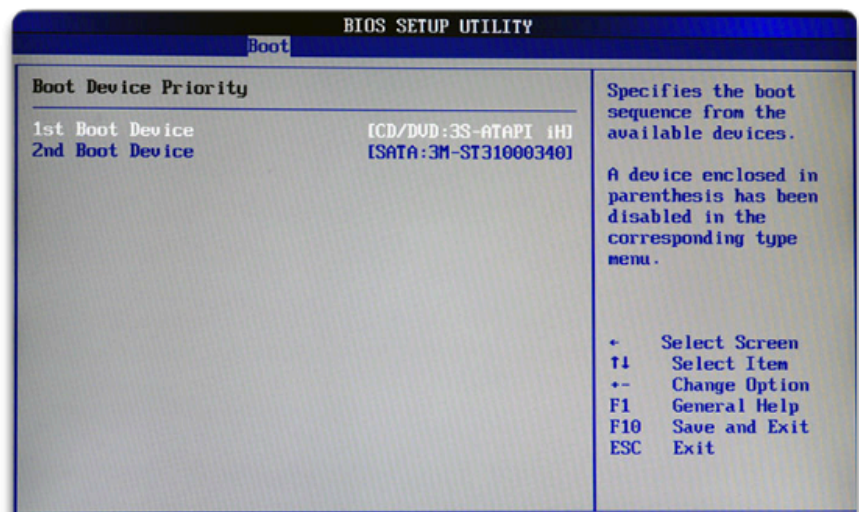 BIOS SETUP UTILITY
Boot
Boot Device Priority
1st Boot Device [CD/DVD:3S-ATAPI iH]
2nd Boot Device [SATA:3M-ST31000340]
Specifies the boot
sequence from the
available devices.
A device enclosed in
parenthesis has been
disabled in the
corresponding type
menu.
← Select Screen
↑↓ Select Item
+- Change Option
F1 General Help
F10 Save and Exit
ESC Exit